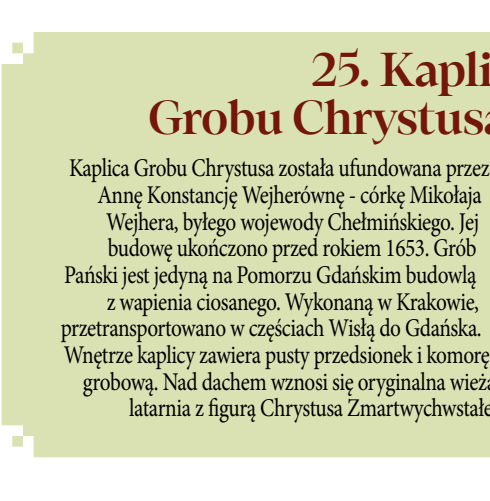 25. Kapli
Grobu Chrystusa
Kaplica Grobu Chrystusa została ufundowana przez
Annę Konstancję Wejherównę - córkę Mikołaja
Wejhera, byłego wojewody Chełmińskiego. Jej
budowę ukończono przed rokiem 1653. Grób
Pański jest jedyną na Pomorzu Gdańskim budowlą
z wapienia ciosanego. Wykonaną w Krakowie,
przetransportowano w częściach Wisłą do Gdańska.
Wnętrze kaplicy zawiera pusty przedsionek i komorę
grobową. Nad dachem wznosi się oryginalna wieża
latarnia z figurą Chrystusa Zmartwychwstałe